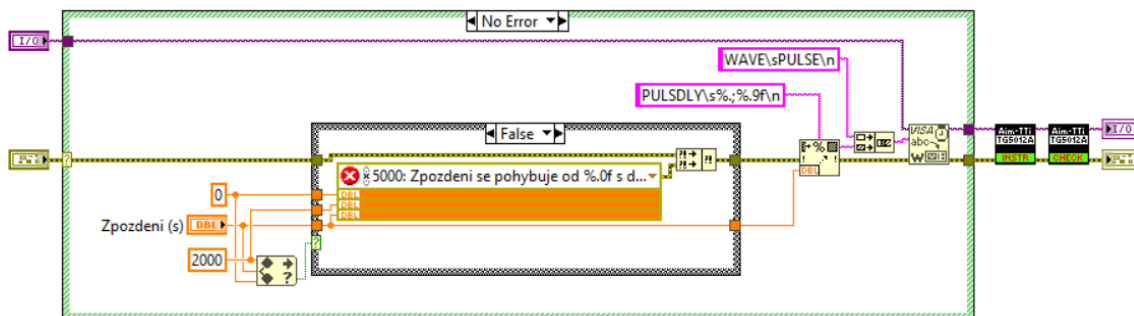 No Error
I/O
WAVE\sPULSE\n
PULSDLY\s%.;%.9f\n
False
VISA
abc
W
Aim-TTi
TG5012A
INSTR
Aim-TTi
TG5012A
CHECK
I/O
5000: Zpozdeni se pohybuje od %.0f s d...
DBL
DBL
DBL
DBL
0
Zpozdeni (s)
DBL
2000